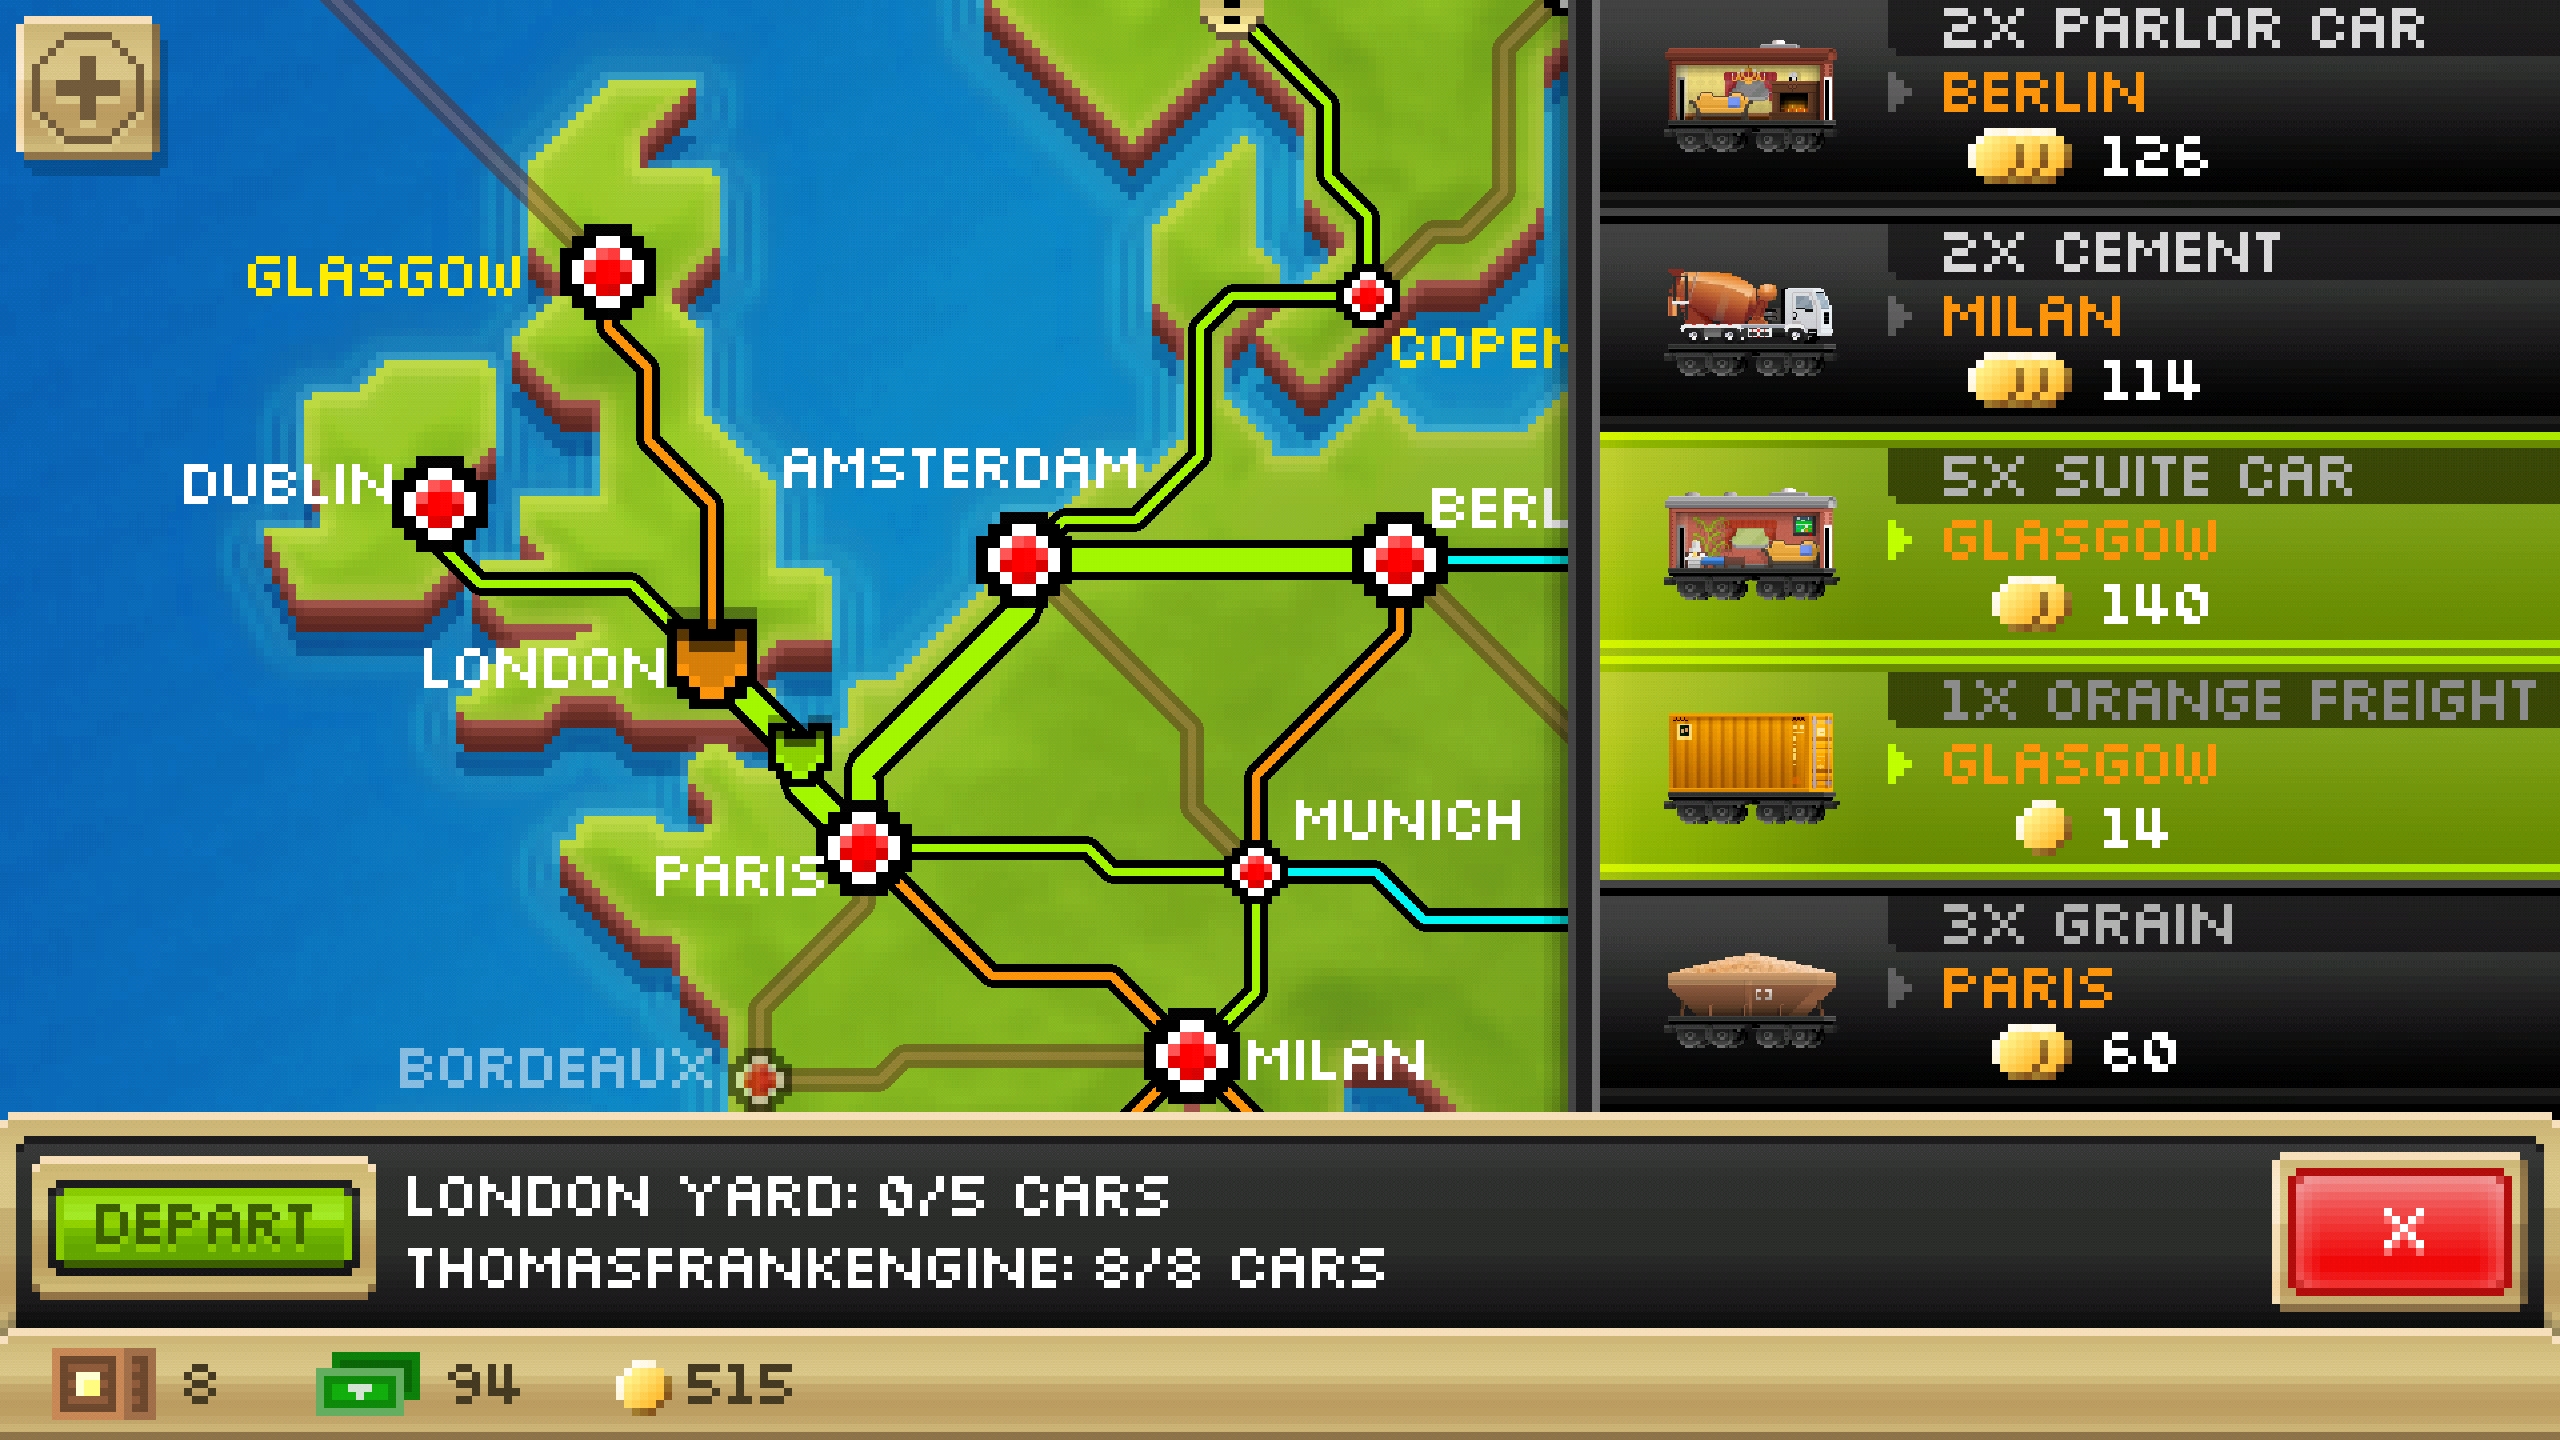 GLASGOW
COPEN
DUBLIN
AMSTERDAM
BERL
LONDON
MUNICH
PARIS
BORDEAUX
MILAN
2X PARLOR CAR
BERLIN
126
2X CEMENT
MILAN
114
5X SUITE CAR
GLASGOW
140
1X ORANGE FREIGHT
GLASGOW
14
3X GRAIN
PARIS
60
DEPART
LONDON YARD: 0/5 CARS
THOMASFRANKENGINE: 8/8 CARS
X
8
94
515